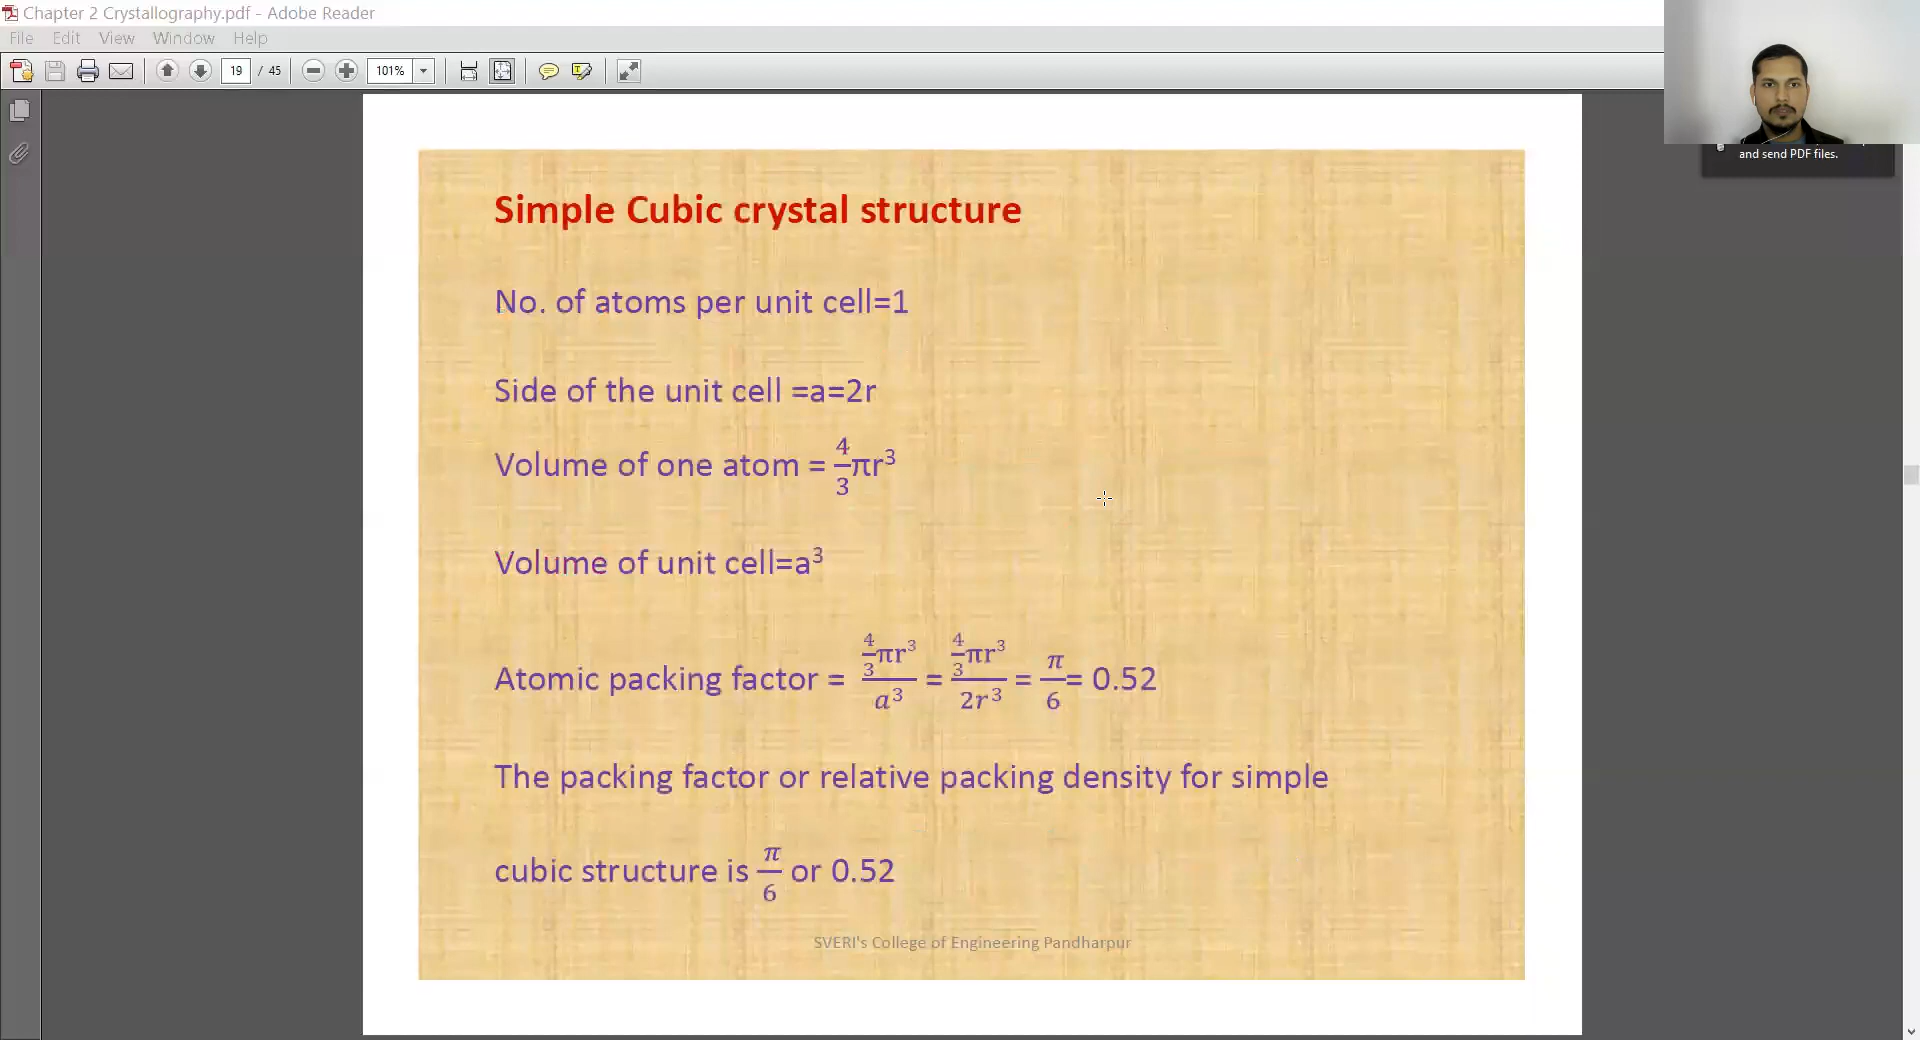 Chapter 2 Crystallography.pdf - Adobe Reader
File Edit View Window Help
19 / 45 101%
and send PDF files.
Simple Cubic crystal structure
No. of atoms per unit cell=1
Side of the unit cell =a=2r
Volume of one atom = 4/3 πr³
Volume of unit cell=a³
Atomic packing factor = (4/3 πr³)/a³ = (4/3 πr³)/2r³ = π/6 = 0.52
The packing factor or relative packing density for simple
cubic structure is π/6 or 0.52
SVERI's College of Engineering Pandharpur